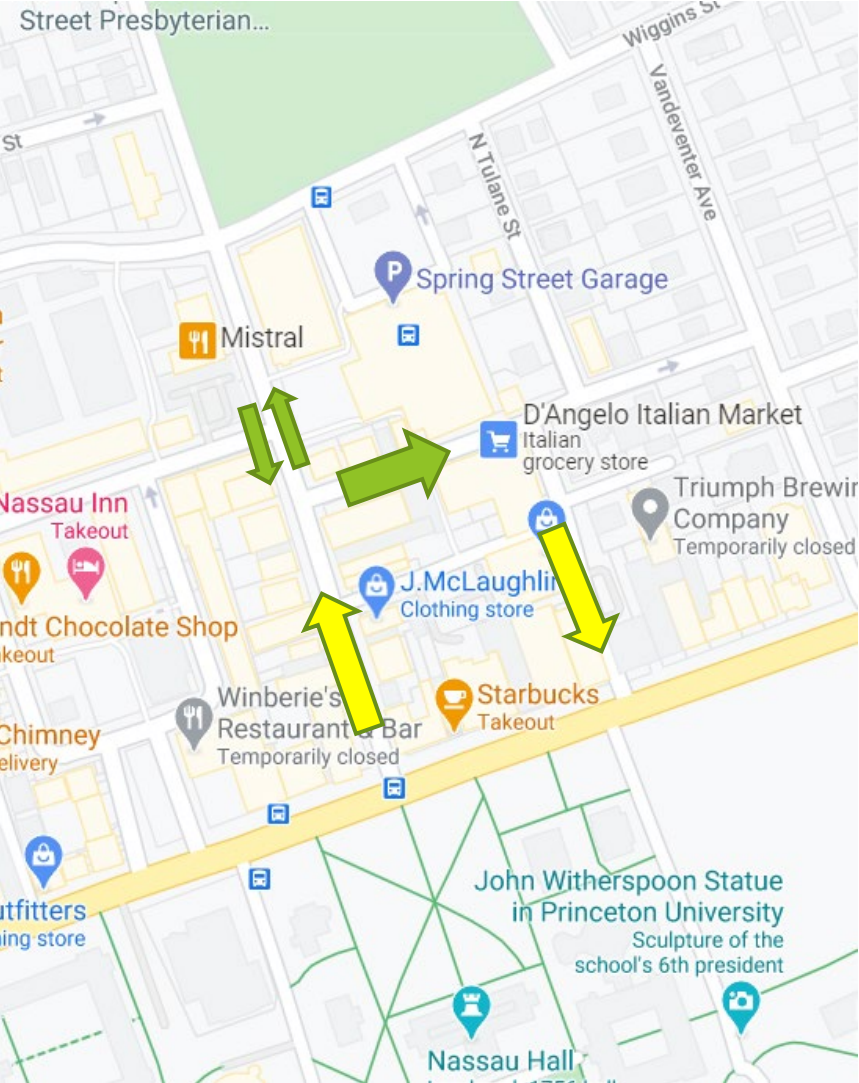 Street Presbyterian...
Wiggins St
Vandeventer Ave
St
N Tulane St
P
Spring Street Garage
Mistral
D'Angelo Italian Market
Italian
grocery store
Nassau Inn
Takeout
Triumph Brewir
Company
Temporarily closed
J.McLaughlin
Clothing store
ndt Chocolate Shop
keout
Winberie's
Restaurant & Bar
Temporarily closed
Starbucks
Takeout
Chimney
elivery
utfitters
ing store
John Witherspoon Statue
in Princeton University
Sculpture of the
school's 6th president
Nassau Hall